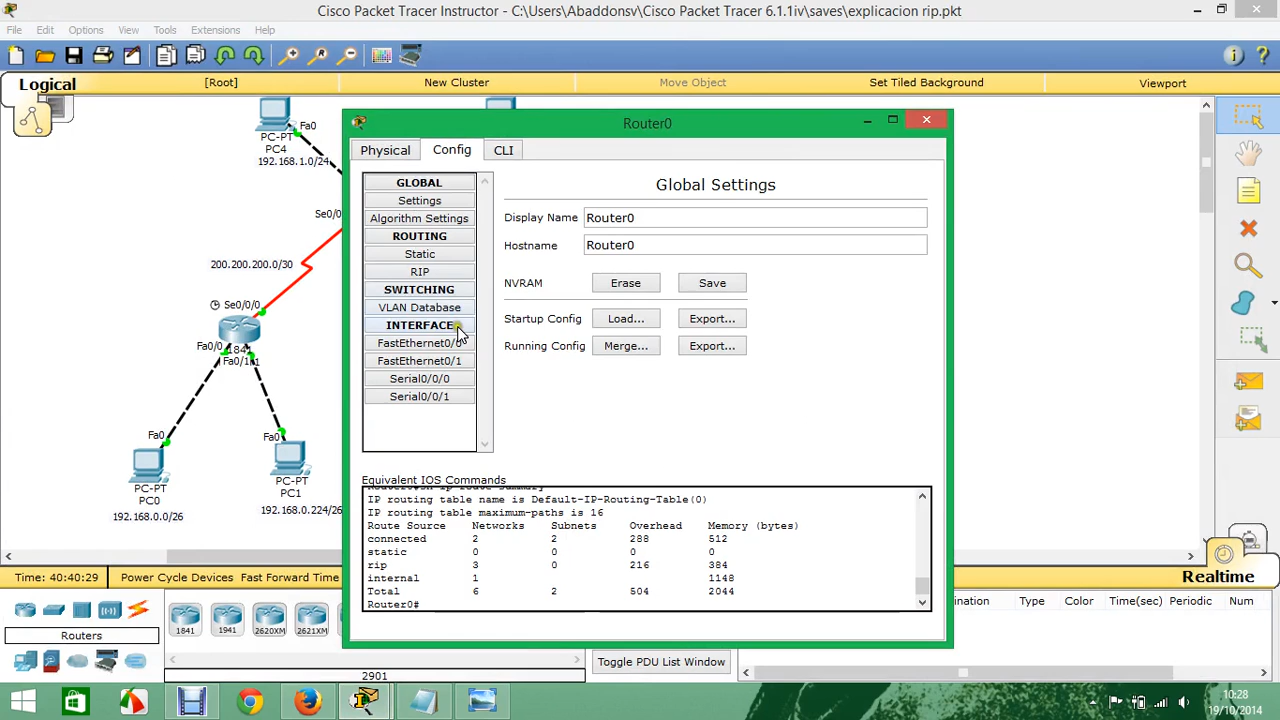 Cisco Packet Tracer Instructor - C:\Users\Abaddonsv\Cisco Packet Tracer 6.1.1iv\saves\explicacion rip.pkt
File Edit Options View Tools Extensions Help
Logical [Root] New Cluster Move Object Set Tiled Background Viewport
PC-PT
PC4
192.168.1.0/24
Fa0
Se0/0/
200.200.200.0/30
Se0/0/0
1841
Fa0/0
Fa0/1
Fa0
PC-PT
PC0
192.168.0.0/26
Fa0
PC-PT
PC1
192.168.0.224/26
Router0
Physical Config CLI
GLOBAL
Settings
Algorithm Settings
ROUTING
Static
RIP
SWITCHING
VLAN Database
INTERFACE
FastEthernet0/0
FastEthernet0/1
Serial0/0/0
Serial0/0/1
Global Settings
Display Name Router0
Hostname Router0
NVRAM Erase Save
Startup Config Load... Export...
Running Config Merge... Export...
Equivalent IOS Commands
IP routing table name is Default-IP-Routing-Table(0)
IP routing table maximum-paths is 16
Route Source Networks Subnets Overhead Memory (bytes)
connected 2 2 288 512
static 0 0 0 0
rip 3 0 216 384
internal 1 1148
Total 6 2 504 2044
Router0#
Time: 40:40:29 Power Cycle Devices Fast Forward Time
Realtime
Routers
1841 1941 2620XM 2621XM
2901
Toggle PDU List Window
ination Type Color Time(sec) Periodic Num
10:28
19/10/2014